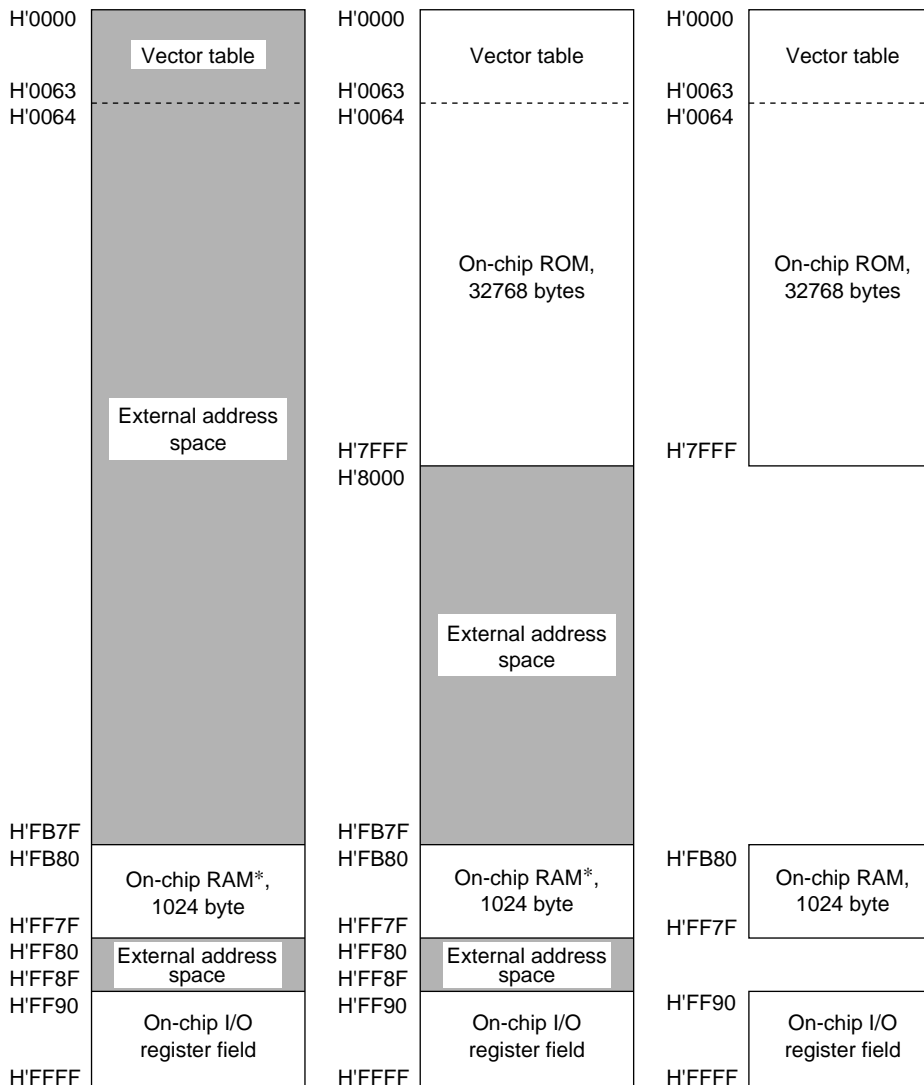 H'0000
Vector table
H'0063
H'0064
External address
space
H'FB7F
H'FB80
On-chip RAM*,
1024 byte
H'FF7F
H'FF80
External address
space
H'FF8F
H'FF90
On-chip I/O
register field
H'FFFF
H'0000
Vector table
H'0063
H'0064
On-chip ROM,
32768 bytes
H'7FFF
H'8000
External address
space
H'FB7F
H'FB80
On-chip RAM*,
1024 byte
H'FF7F
H'FF80
External address
space
H'FF8F
H'FF90
On-chip I/O
register field
H'FFFF
H'0000
Vector table
H'0063
H'0064
On-chip ROM,
32768 bytes
H'7FFF
H'FB80
On-chip RAM,
1024 byte
H'FF7F
H'FF90
On-chip I/O
register field
H'FFFF